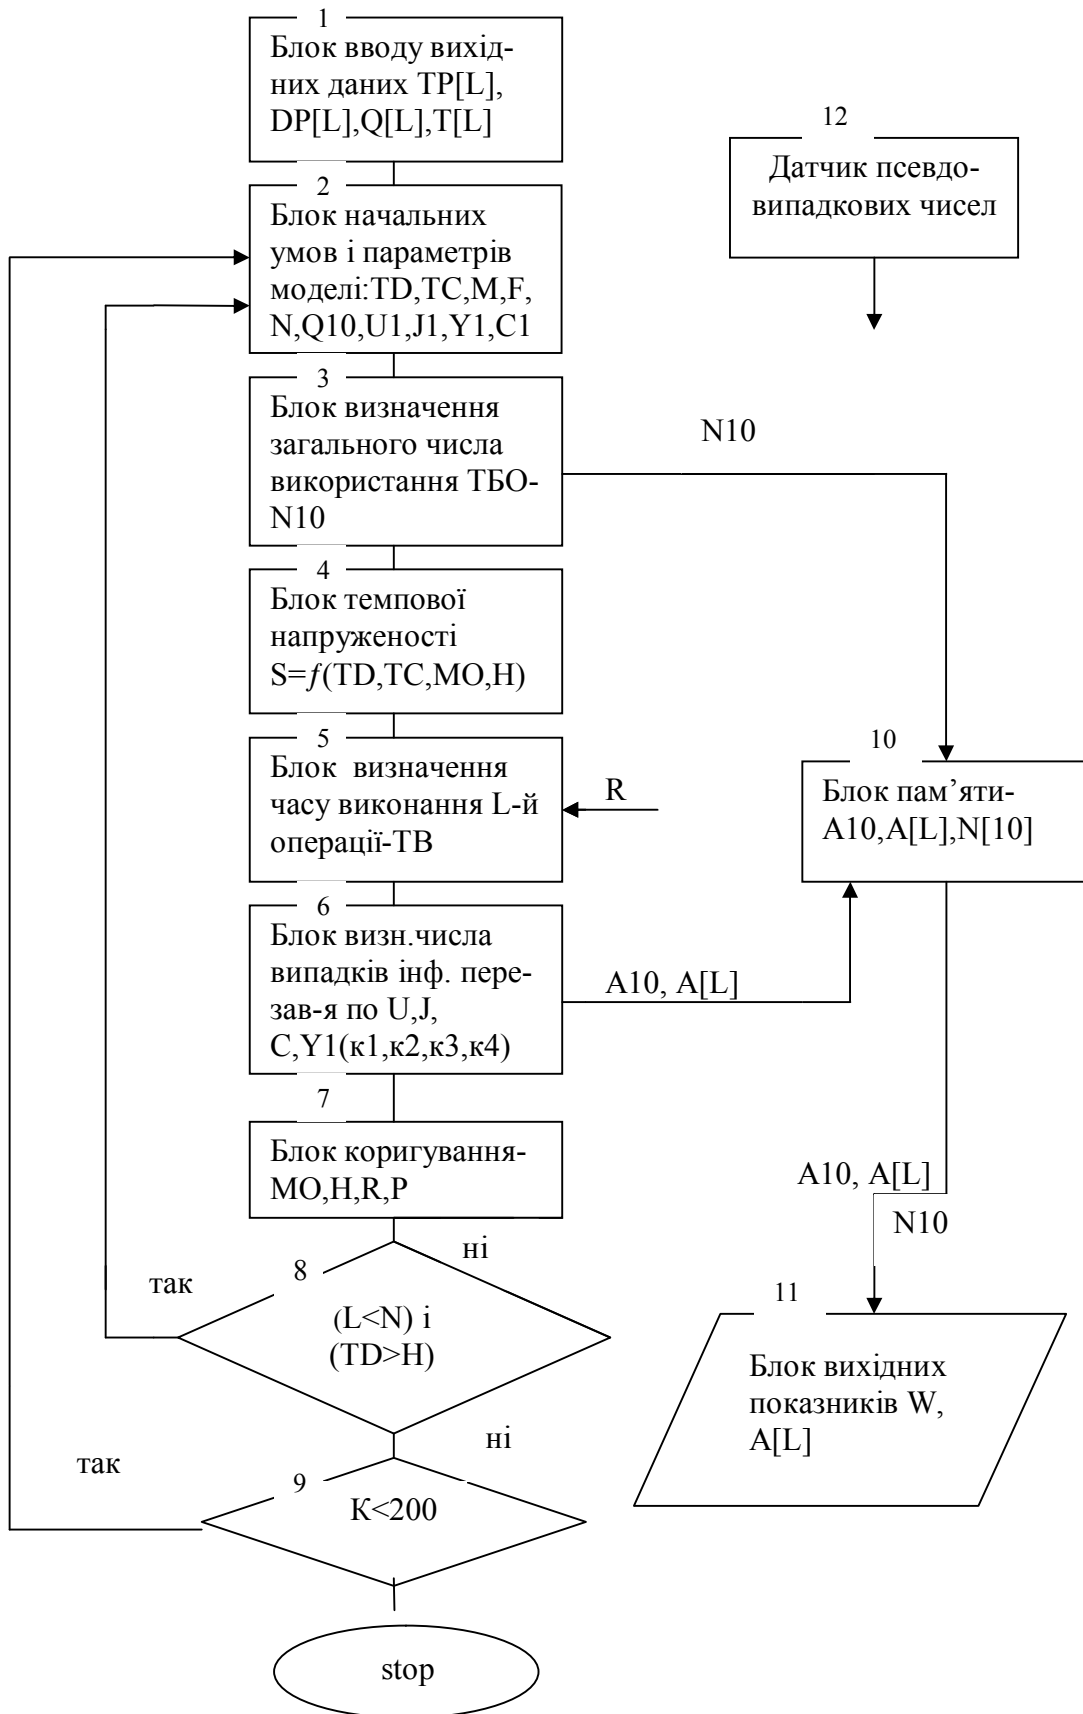 1
Блок вводу вихід-
них даних TP[L],
DP[L],Q[L],T[L]
12
Датчик псевдо-
випадкових чисел
2
Блок начальних
умов і параметрів
моделі:TD,TC,M,F,
N,Q10,U1,J1,Y1,C1
3
Блок визначення
загального числа
використання ТБО-
N10
N10
4
Блок темпової
напруженості
S=f(TD,TC,MO,H)
5
Блок визначення
часу виконання L-й
операції-ТВ
R
10
Блок пам’яти-
A10,A[L],N[10]
6
Блок визн.числа
випадків інф. пере-
зав-я по U,J,
C,Y1(к1,к2,к3,к4)
A10, A[L]
7
Блок коригування-
MO,H,R,P
A10, A[L]
N10
8
ні
так
(L<N) і
(TD>H)
11
Блок вихідних
показників W,
A[L]
9
ні
так
K<200
stop